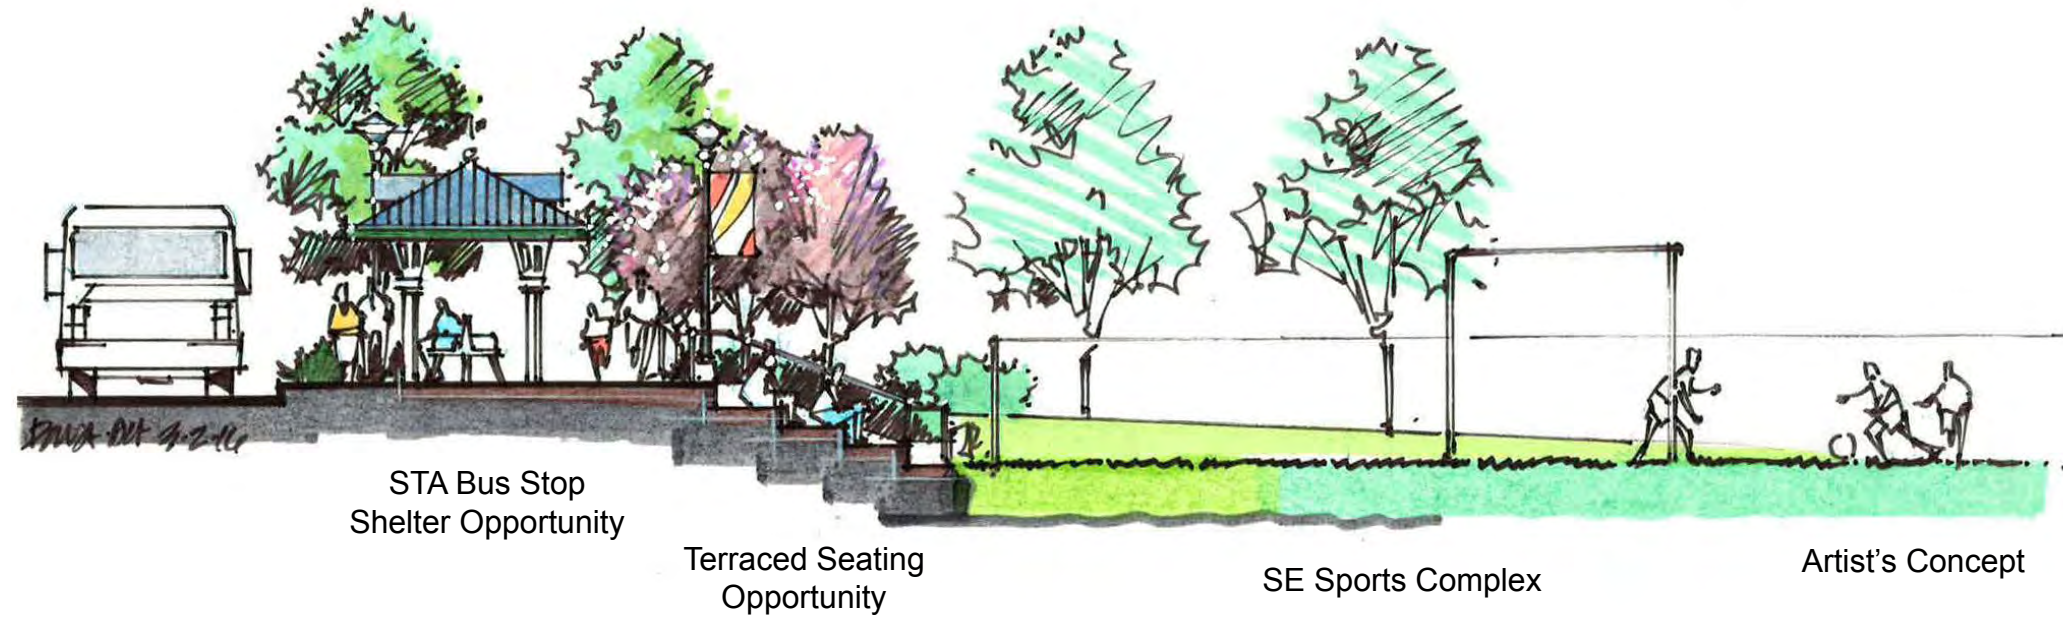 STA Bus Stop
Shelter Opportunity
Terraced Seating
Opportunity
SE Sports Complex
Artist's Concept